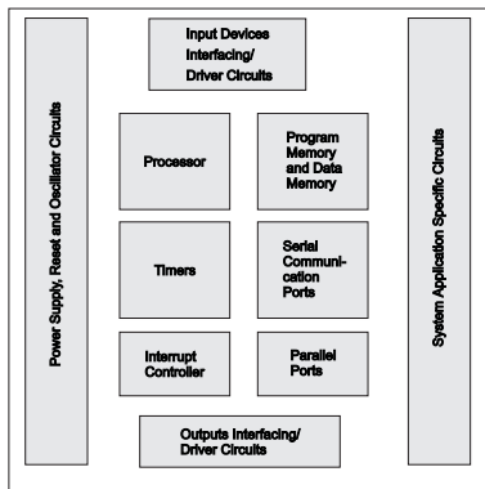 Input Devices
Interfacing/
Driver Circuits
Power Supply, Reset and Oscillator Circuits
Processor
Program
Memory
and Data
Memory
System Application Specific Circuits
Timers
Serial
Communi-
cation
Ports
Interrupt
Controller
Parallel
Ports
Outputs Interfacing/
Driver Circuits